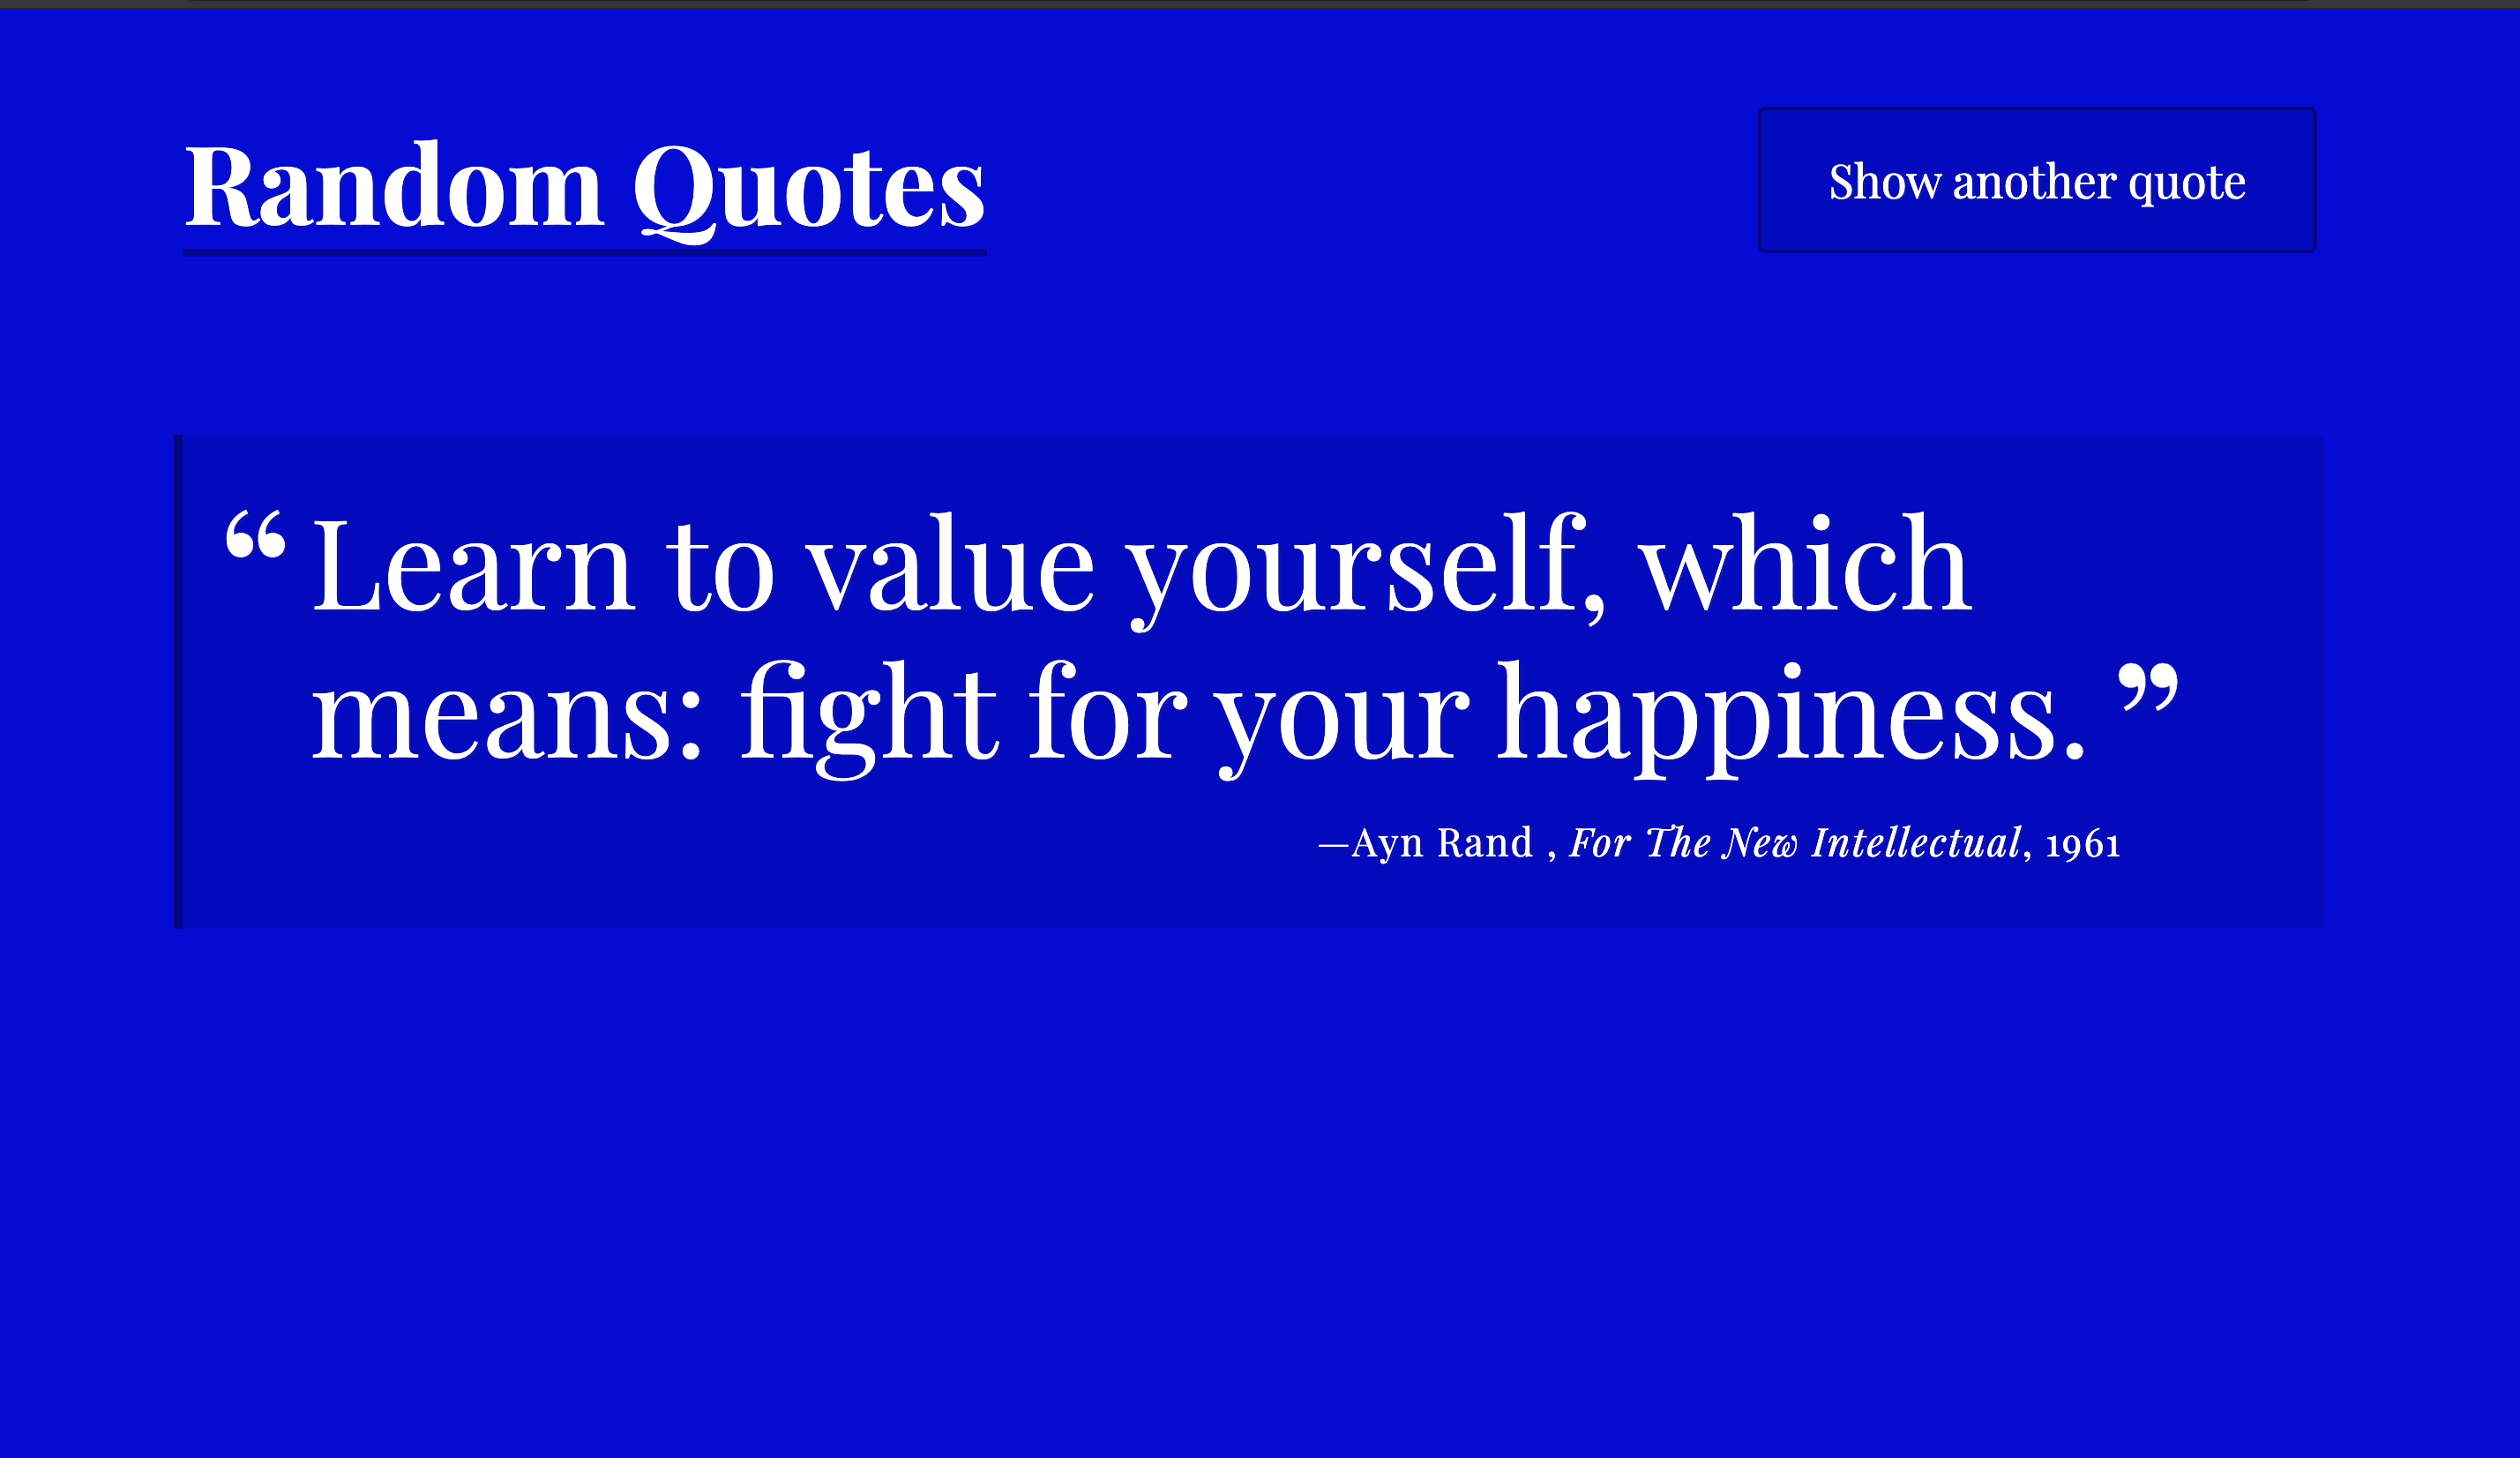 Random Quotes
Show another quote
“Learn to value yourself, which
means: fight for your happiness.”
—Ayn Rand , For The New Intellectual, 1961